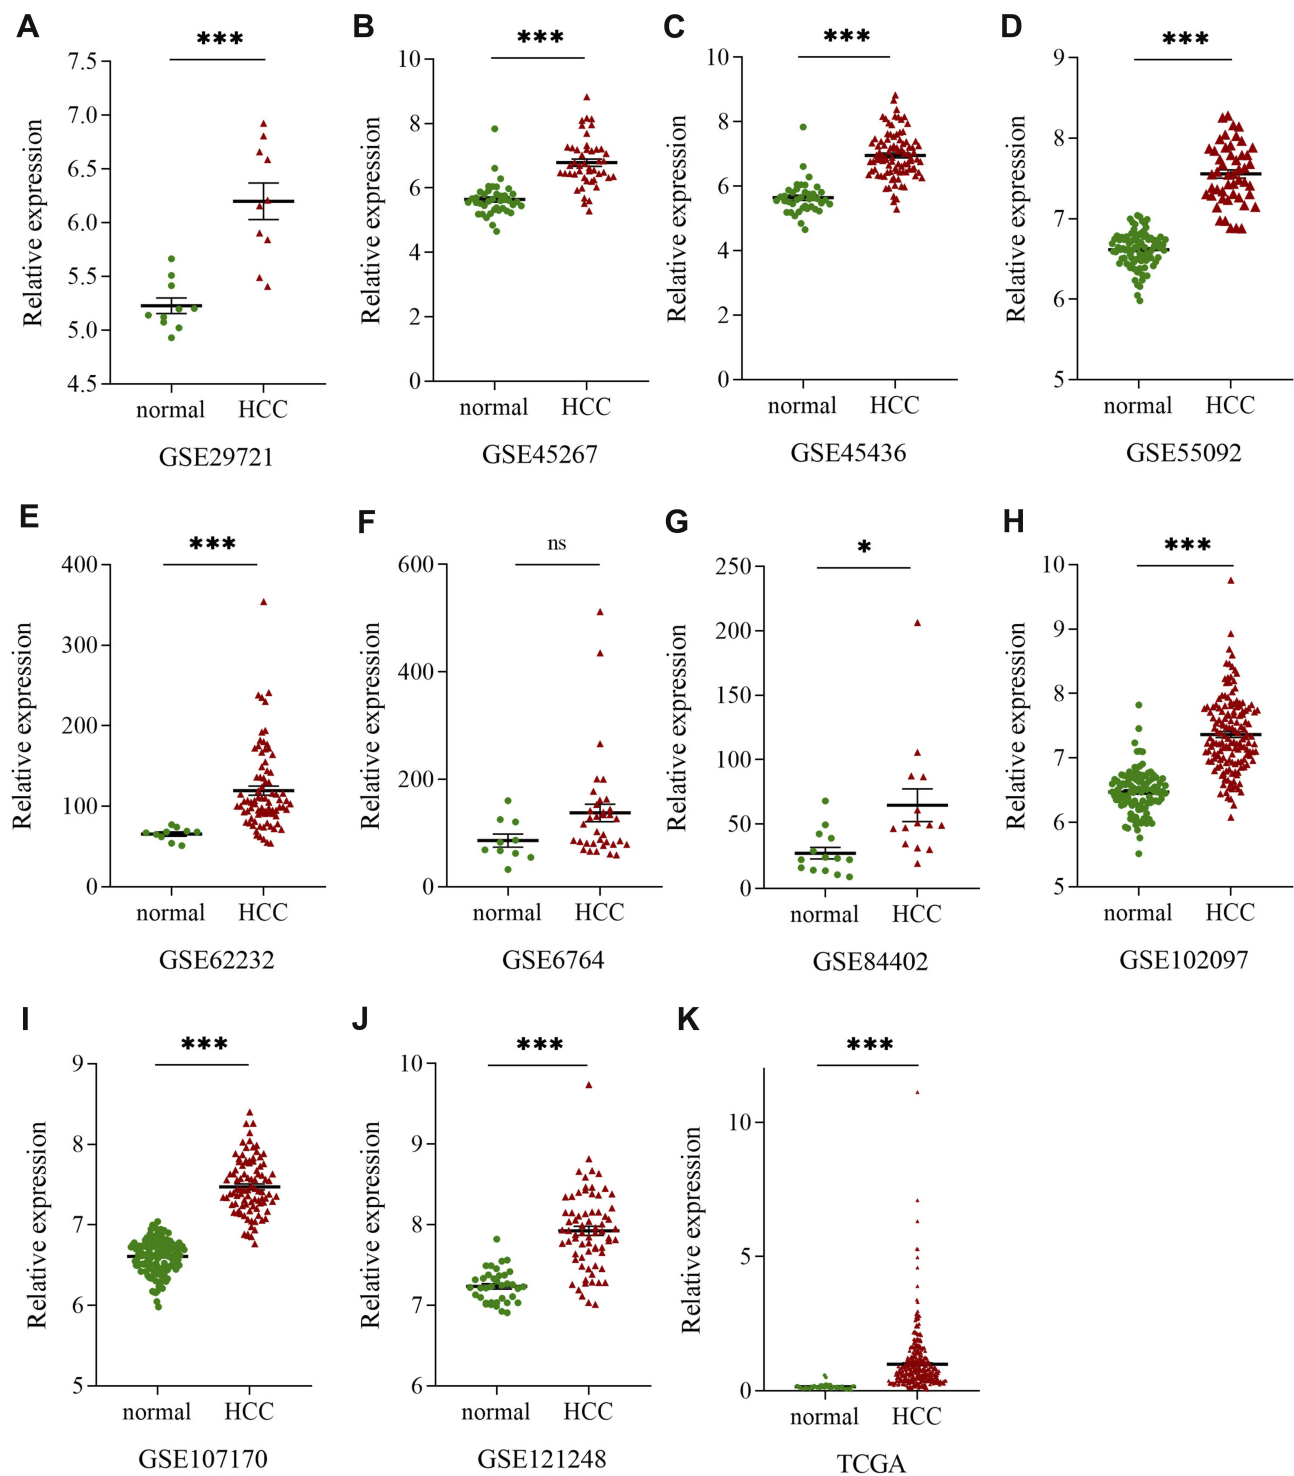 A
***
Relative expression
7.5
7.0
6.5
6.0
5.5
5.0
4.5
normal HCC
GSE29721
B
***
Relative expression
10
8
6
4
2
0
normal HCC
GSE45267
C
***
Relative expression
10
8
6
4
2
0
normal HCC
GSE45436
D
***
Relative expression
9
8
7
6
5
normal HCC
GSE55092
E
***
Relative expression
400
300
200
100
0
normal HCC
GSE62232
F
ns
Relative expression
600
400
200
0
normal HCC
GSE6764
G
*
Relative expression
250
200
150
100
50
0
normal HCC
GSE84402
H
***
Relative expression
10
9
8
7
6
5
normal HCC
GSE102097
I
***
Relative expression
9
8
7
6
5
normal HCC
GSE107170
J
***
Relative expression
10
9
8
7
6
normal HCC
GSE121248
K
***
Relative expression
10
5
0
normal HCC
TCGA